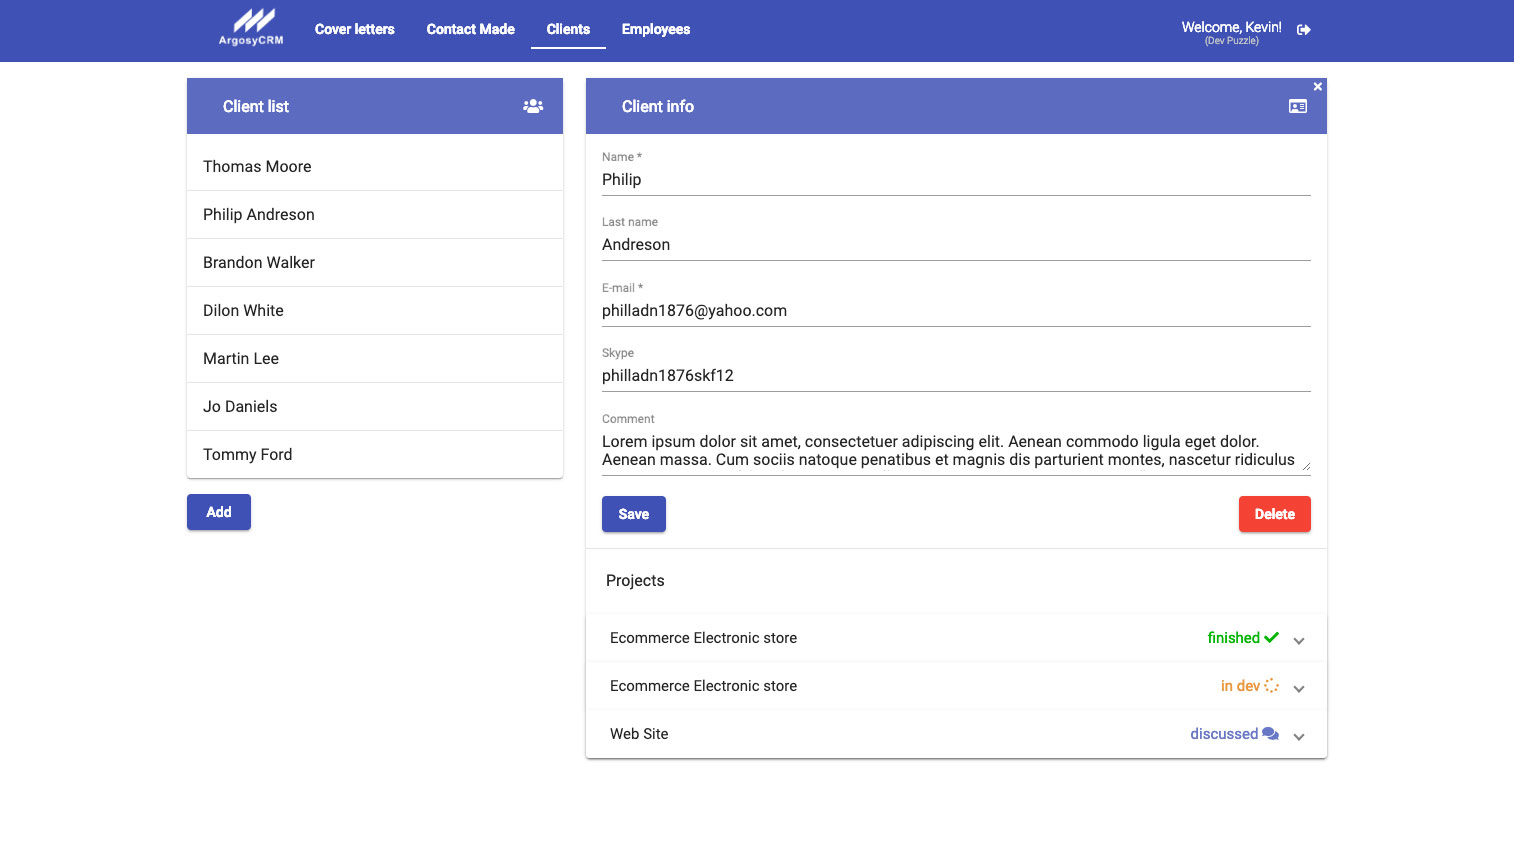 ArgosyCRM
Cover letters
Contact Made
Clients
Employees
Welcome, Kevin!
(Dev Puzzle)
Client list
Thomas Moore
Philip Andreson
Brandon Walker
Dilon White
Martin Lee
Jo Daniels
Tommy Ford
Add
Client info
Name *
Philip
Last name
Andreson
E-mail *
philladn1876@yahoo.com
Skype
philladn1876skf12
Comment
Lorem ipsum dolor sit amet, consectetuer adipiscing elit. Aenean commodo ligula eget dolor.
Aenean massa. Cum sociis natoque penatibus et magnis dis parturient montes, nascetur ridiculus
Save
Delete
Projects
Ecommerce Electronic store
finished
Ecommerce Electronic store
in dev
Web Site
discussed